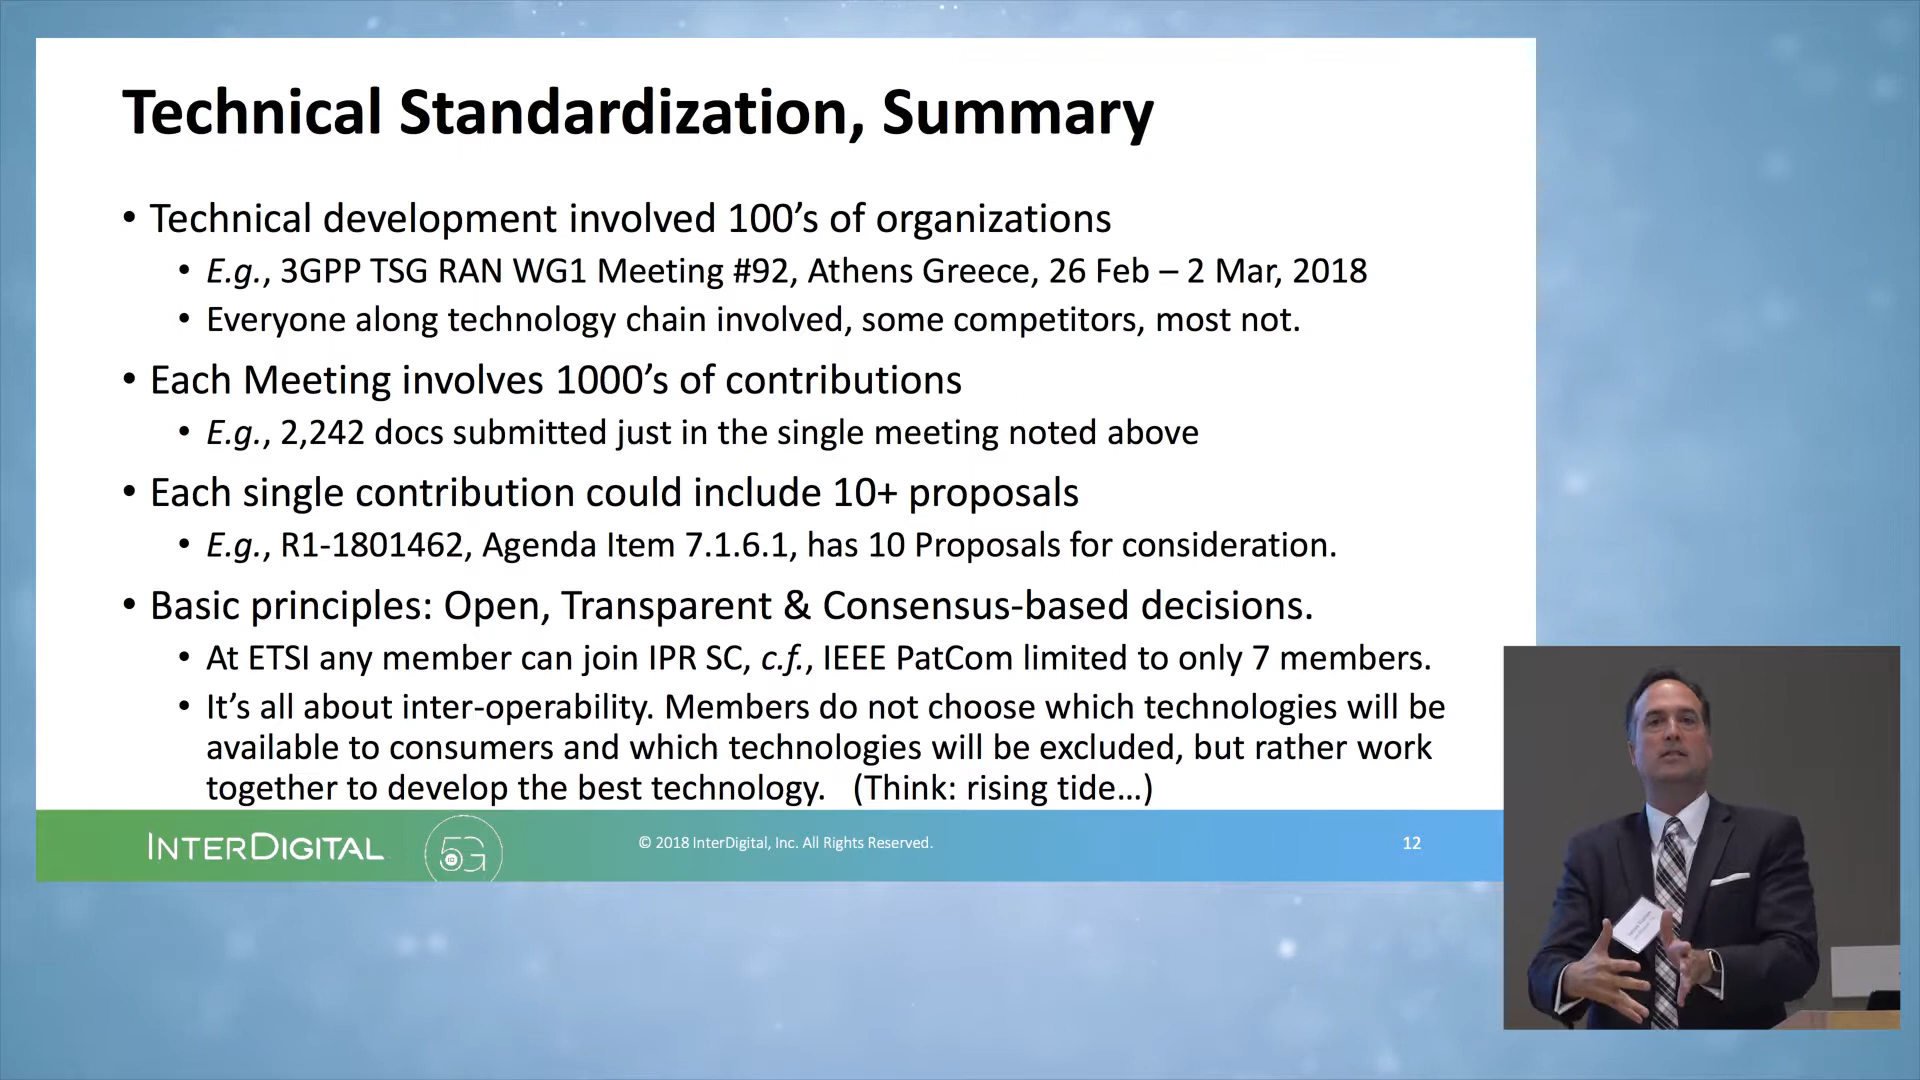 Technical Standardization, Summary
• Technical development involved 100’s of organizations
• E.g., 3GPP TSG RAN WG1 Meeting #92, Athens Greece, 26 Feb – 2 Mar, 2018
• Everyone along technology chain involved, some competitors, most not.
• Each Meeting involves 1000’s of contributions
• E.g., 2,242 docs submitted just in the single meeting noted above
• Each single contribution could include 10+ proposals
• E.g., R1-1801462, Agenda Item 7.1.6.1, has 10 Proposals for consideration.
• Basic principles: Open, Transparent & Consensus-based decisions.
• At ETSI any member can join IPR SC, c.f., IEEE PatCom limited to only 7 members.
• It’s all about inter-operability. Members do not choose which technologies will be
available to consumers and which technologies will be excluded, but rather work
together to develop the best technology. (Think: rising tide…)
INTERDIGITAL
5G
© 2018 InterDigital, Inc. All Rights Reserved.
12